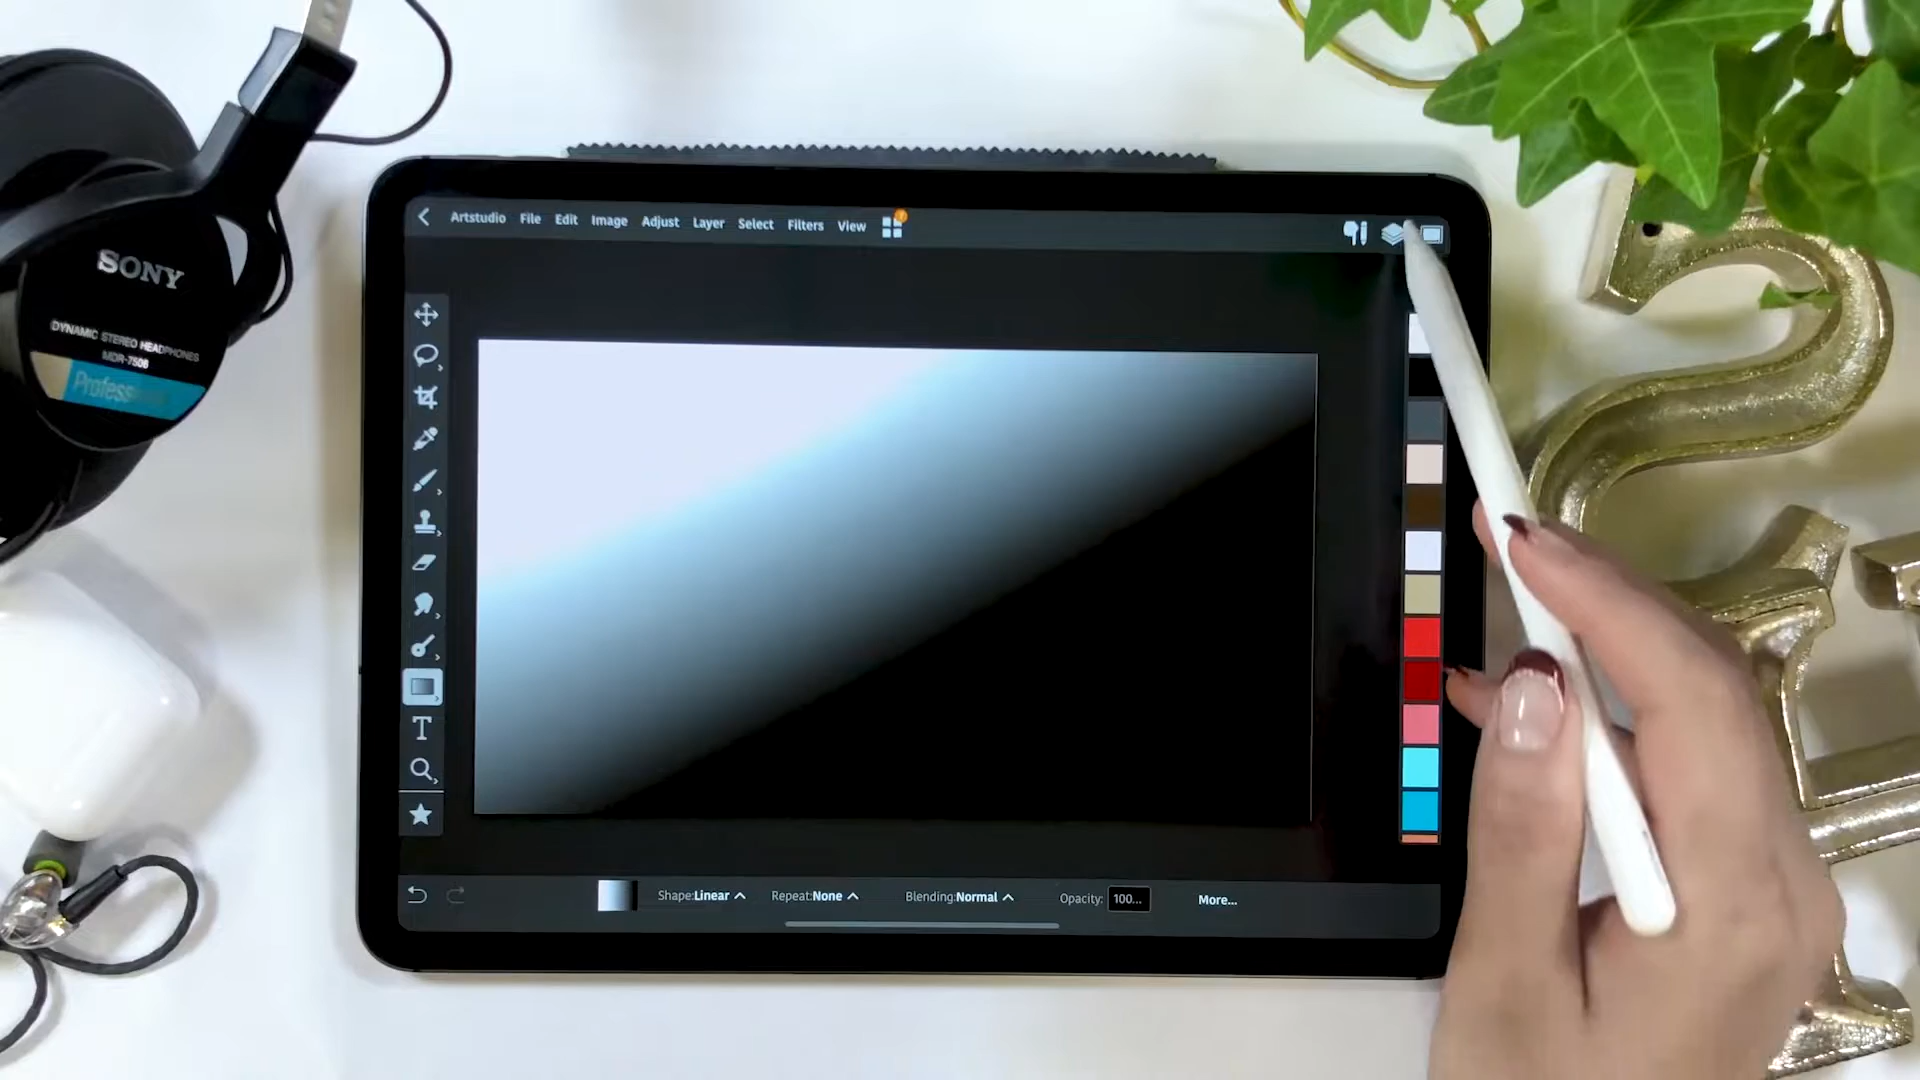 SONY
DYNAMIC STEREO HEADPHONES
MDR-7506
Professional
Artstudio File Edit Image Adjust Layer Select Filters View
T
Shape:Linear Repeat:None Blending:Normal Opacity: 100... More...